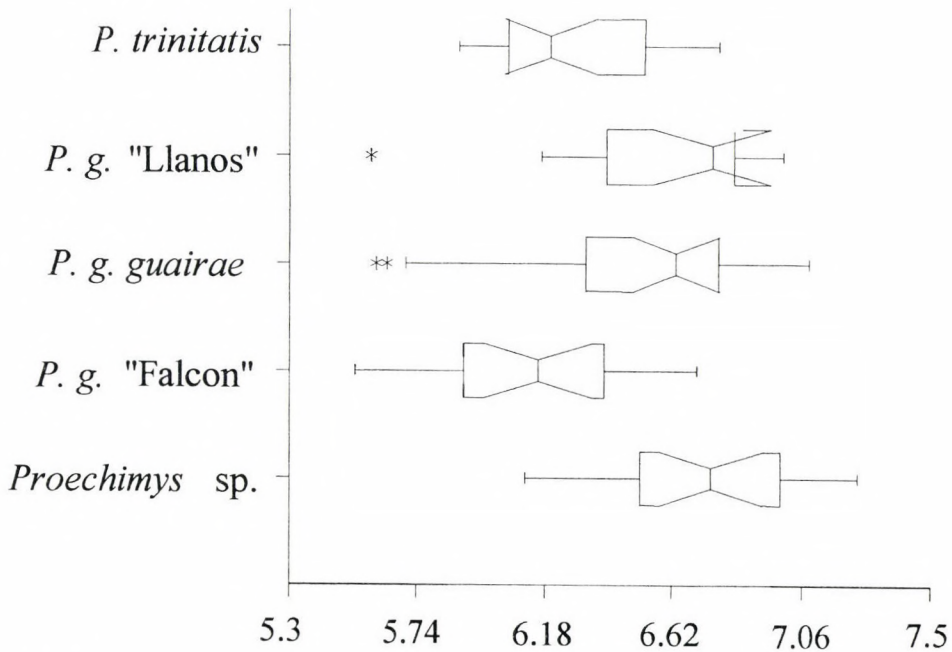 P. trinitatis
P. g. "Llanos"
P. g. guairae
P. g. "Falcon"
Proechimys sp.
5.3 5.74 6.18 6.62 7.06 7.5